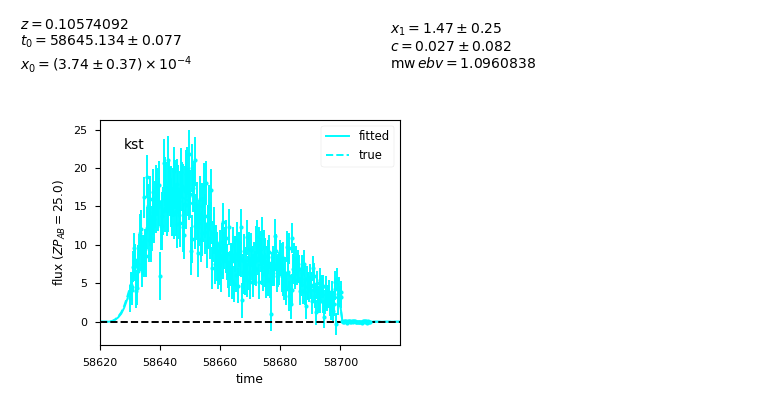 z = 0.10574092
t₀ = 58645.134 ± 0.077
x₀ = (3.74 ± 0.37) × 10⁻⁴
x₁ = 1.47 ± 0.25
c = 0.027 ± 0.082
mw ebv = 1.0960838
kst
fitted
true
flux (ZP_AB = 25.0)
25
20
15
10
5
0
58620 58640 58660 58680 58700
time